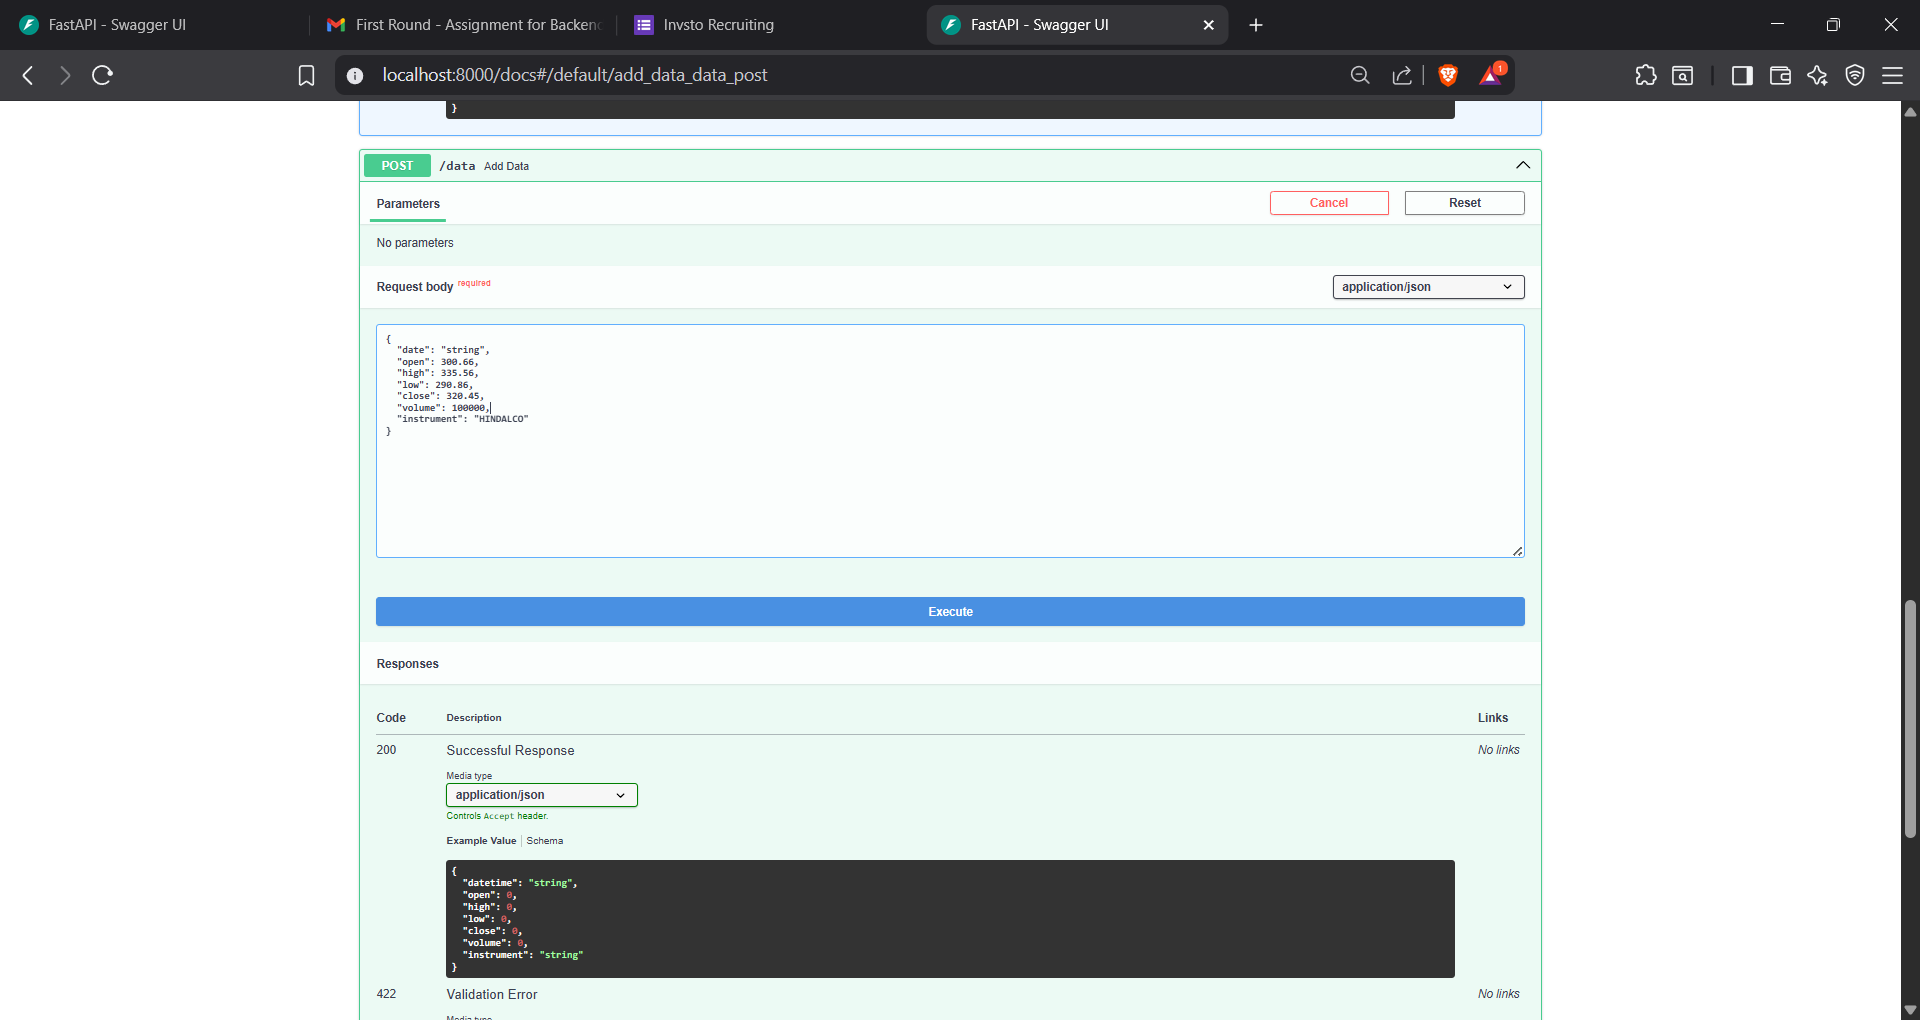 FastAPI - Swagger UI
First Round - Assignment for Backen
Invsto Recruiting
FastAPI - Swagger UI
localhost:8000/docs#/default/add_data_data_post
1
}
POST /data Add Data
Parameters
Cancel
Reset
No parameters
Request body required
application/json
{
"date": "string",
"open": 300.66,
"high": 335.56,
"low": 290.86,
"close": 320.45,
"volume": 100000,
"instrument": "HINDALCO"
}
Execute
Responses
Code Description Links
200 Successful Response No links
Media type
application/json
Controls Accept header.
Example Value Schema
{
"datetime": "string",
"open": 0,
"high": 0,
"low": 0,
"close": 0,
"volume": 0,
"instrument": "string"
}
422 Validation Error No links
Media type